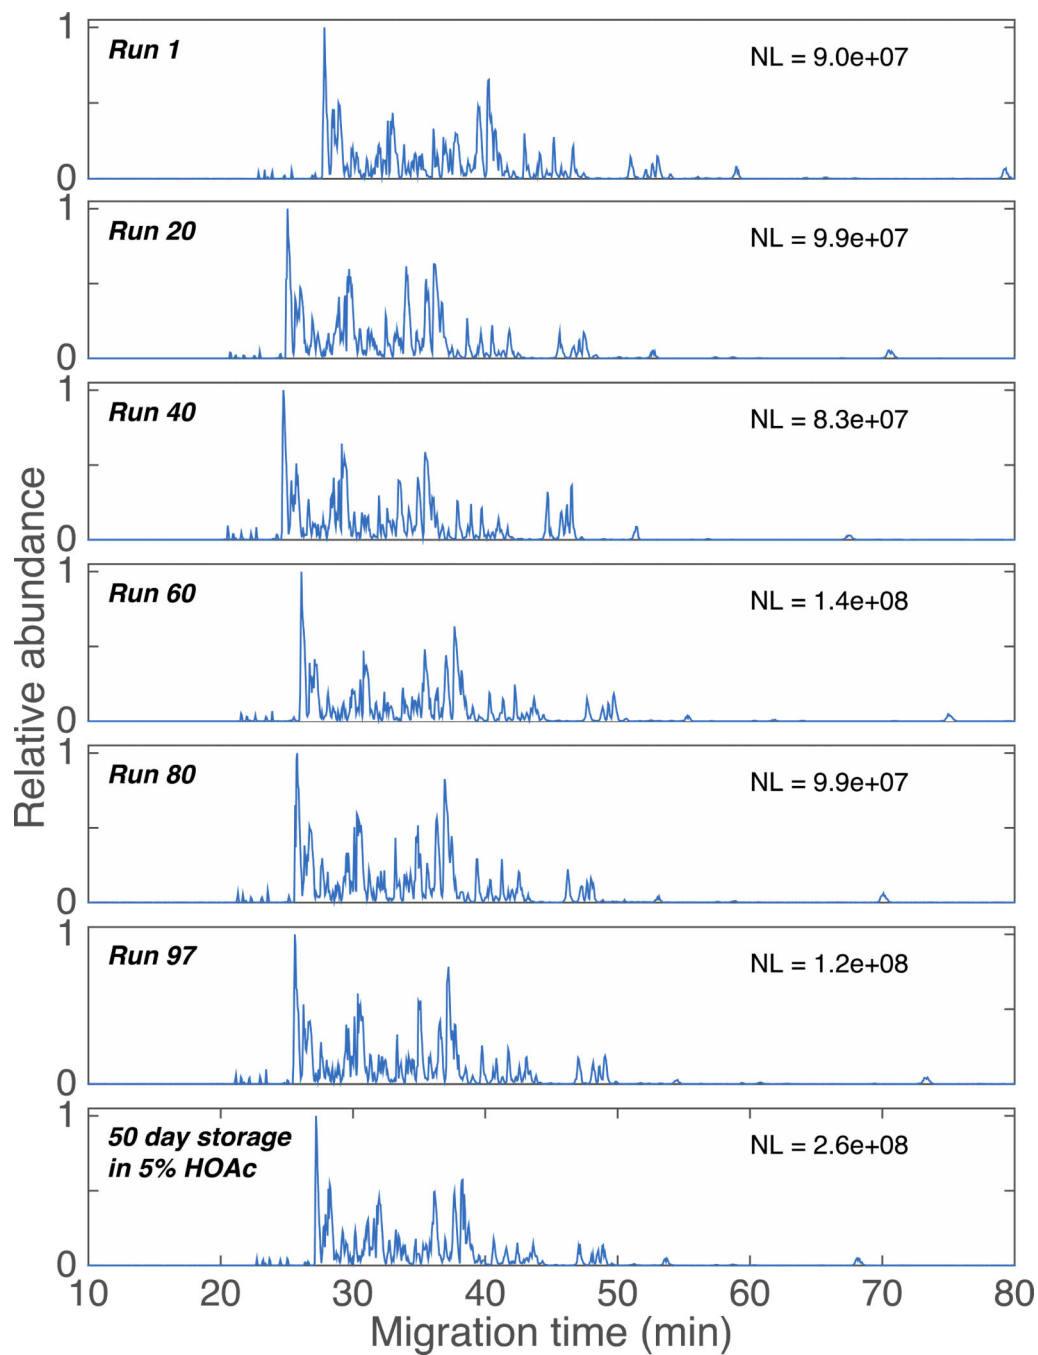 1
Run 1
NL = 9.0e+07
0
1
Run 20
NL = 9.9e+07
0
1
Run 40
NL = 8.3e+07
0
1
Run 60
NL = 1.4e+08
0
1
Run 80
NL = 9.9e+07
0
1
Run 97
NL = 1.2e+08
0
1
50 day storage
in 5% HOAc
NL = 2.6e+08
0
Relative abundance
10 20 30 40 50 60 70 80
Migration time (min)